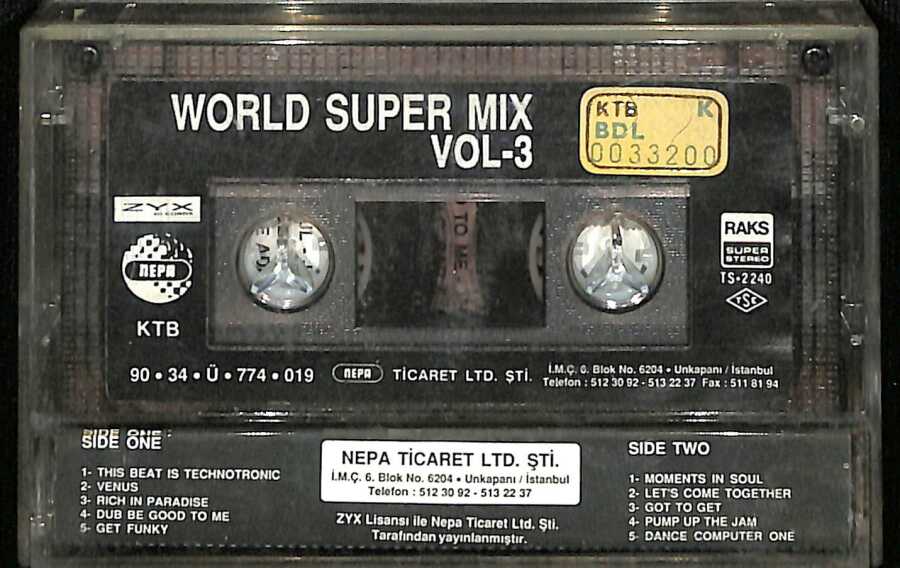 WORLD SUPER MIX
VOL-3
KTB K
BDL
0033200
ZYX
RECORDS
NEPA
KTB
TO ME
RAKS
SUPER
STEREO
TS-2240
TSE
90 • 34 • Ü • 774 • 019
NEPA TİCARET LTD. ŞTİ.
İ.M.Ç. 6. Blok No. 6204 • Unkapanı / İstanbul
Telefon : 512 30 92 - 513 22 37 Fax : 511 81 94
SIDE ONE
1- THIS BEAT IS TECHNOTRONIC
2- VENUS
3- RICH IN PARADISE
4- DUB BE GOOD TO ME
5- GET FUNKY
NEPA TİCARET LTD. ŞTİ.
İ.M.Ç. 6. Blok No. 6204 • Unkapanı / İstanbul
Telefon : 512 30 92 - 513 22 37
ZYX Lisansı ile Nepa Ticaret Ltd. Şti.
Tarafından yayınlanmıştır.
SIDE TWO
1- MOMENTS IN SOUL
2- LET'S COME TOGETHER
3- GOT TO GET
4- PUMP UP THE JAM
5- DANCE COMPUTER ONE